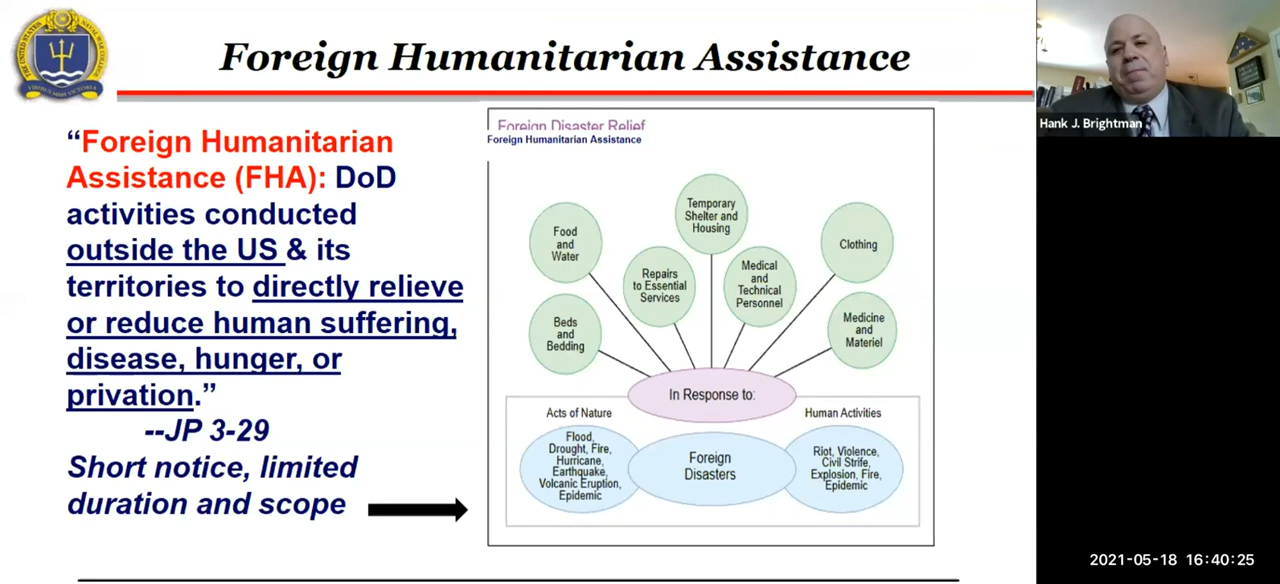 Foreign Humanitarian Assistance
“Foreign Humanitarian
Assistance (FHA): DoD
activities conducted
outside the US & its
territories to directly relieve
or reduce human suffering,
disease, hunger, or
privation.”
--JP 3-29
Short notice, limited
duration and scope
Foreign Disaster Relief
Foreign Humanitarian Assistance
Temporary
Shelter and
Housing
Food
and
Water
Clothing
Repairs
to Essential
Services
Medical
and
Technical
Personnel
Beds
and
Bedding
Medicine
and
Materiel
In Response to:
Acts of Nature
Human Activities
Flood,
Drought, Fire,
Hurricane,
Earthquake,
Volcanic Eruption,
Epidemic
Foreign
Disasters
Riot, Violence,
Civil Strife,
Explosion, Fire,
Epidemic
Hank J. Brightman
2021-05-18 16:40:25